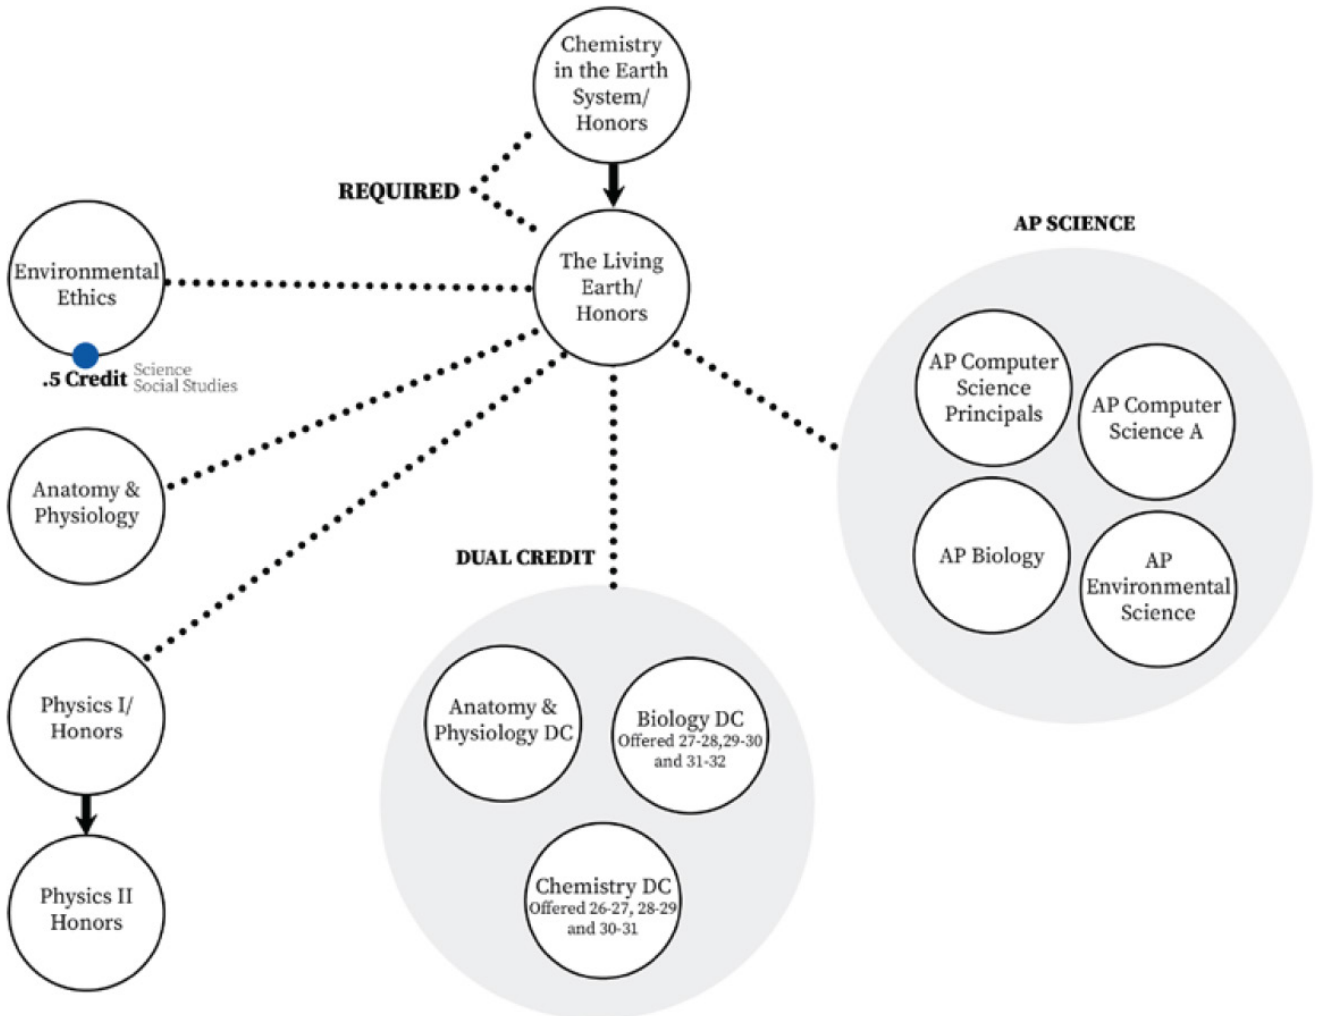 Chemistry
in the Earth
System/
Honors
REQUIRED
The Living
Earth/
Honors
Environmental
Ethics
.5 Credit
Science
Social Studies
Anatomy &
Physiology
Physics I/
Honors
Physics II
Honors
DUAL CREDIT
Anatomy &
Physiology DC
Biology DC
Offered 27-28,29-30
and 31-32
Chemistry DC
Offered 26-27, 28-29
and 30-31
AP SCIENCE
AP Computer
Science
Principals
AP Computer
Science A
AP Biology
AP
Environmental
Science